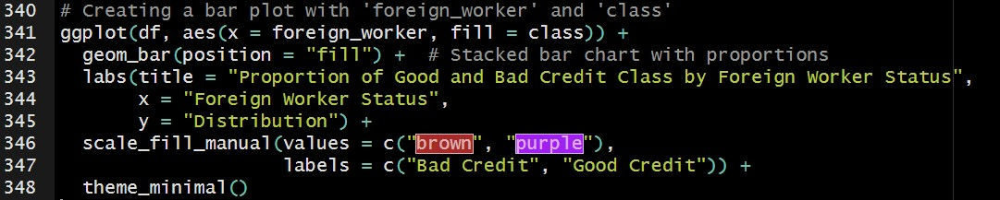 340 # Creating a bar plot with 'foreign_worker' and 'class'
341 ggplot(df, aes(x = foreign_worker, fill = class)) +
342   geom_bar(position = "fill") +  # Stacked bar chart with proportions
343   labs(title = "Proportion of Good and Bad Credit Class by Foreign Worker Status",
344        x = "Foreign Worker Status",
345        y = "Distribution") +
346   scale_fill_manual(values = c("brown", "purple"),
347                     labels = c("Bad Credit", "Good Credit")) +
348   theme_minimal()